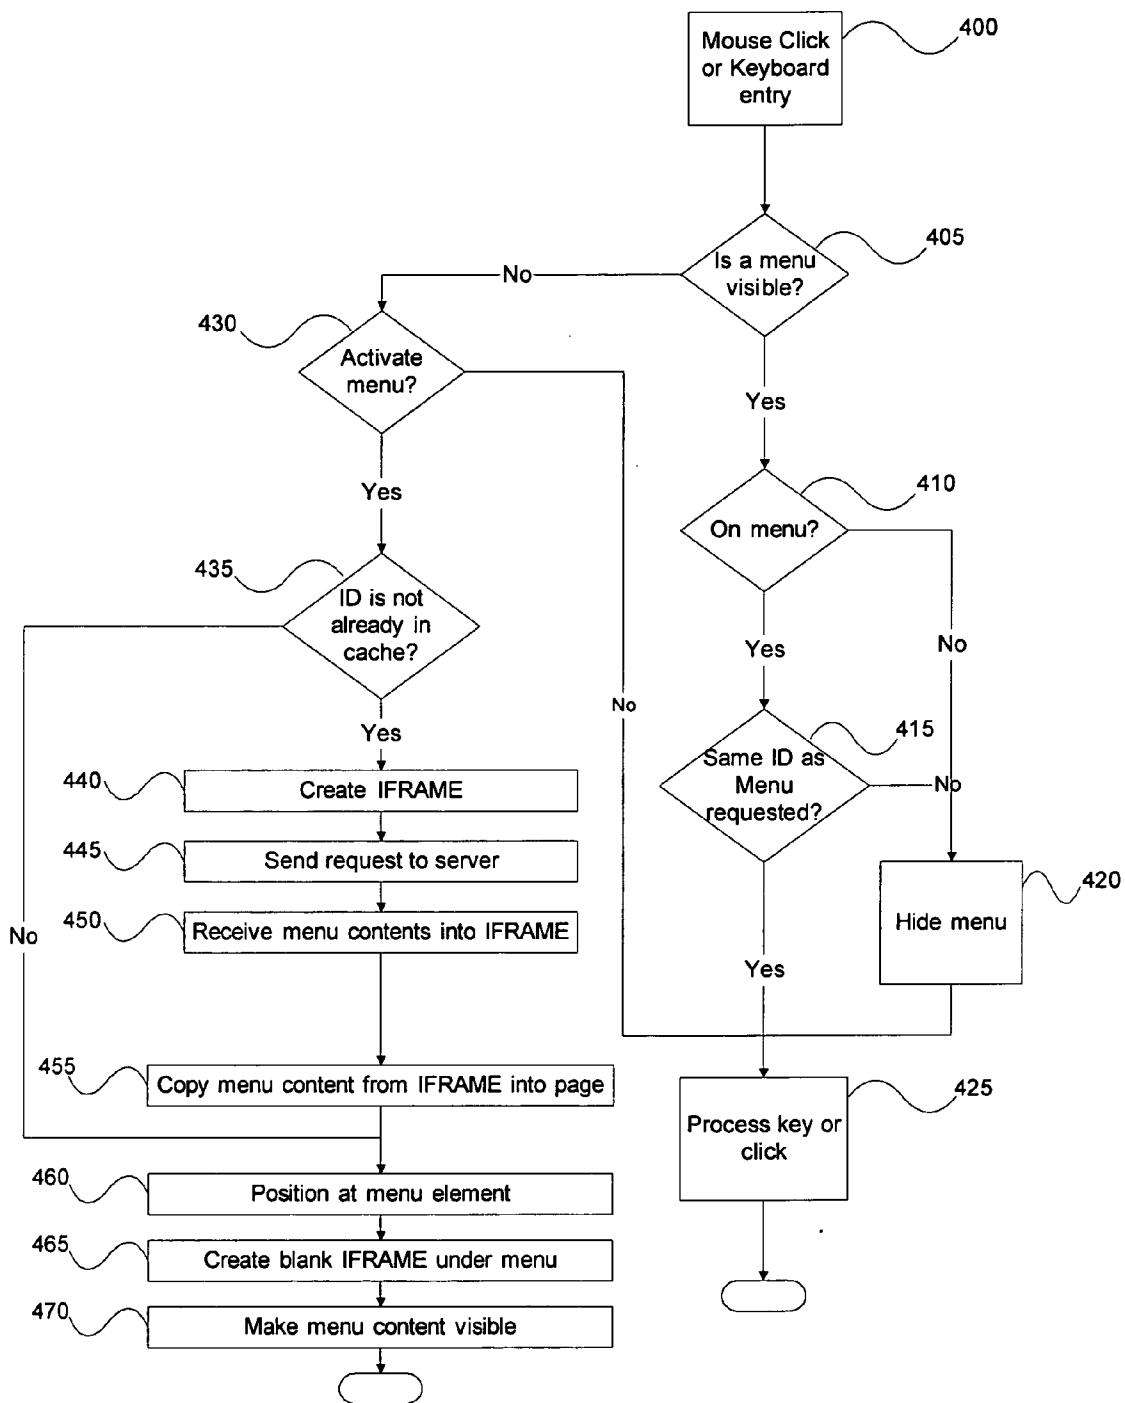 Mouse Click
or Keyboard
entry
400
Is a menu
visible?
405
No
430
Activate
menu?
Yes
On menu?
410
Yes
435
ID is not
already in
cache?
Yes
No
No
Same ID as
Menu
requested?
415
Yes
No
440
Create IFRAME
445
Send request to server
450
Receive menu contents into IFRAME
No
Hide menu
420
Yes
455
Copy menu content from IFRAME into page
Process key or
click
425
460
Position at menu element
465
Create blank IFRAME under menu
470
Make menu content visible